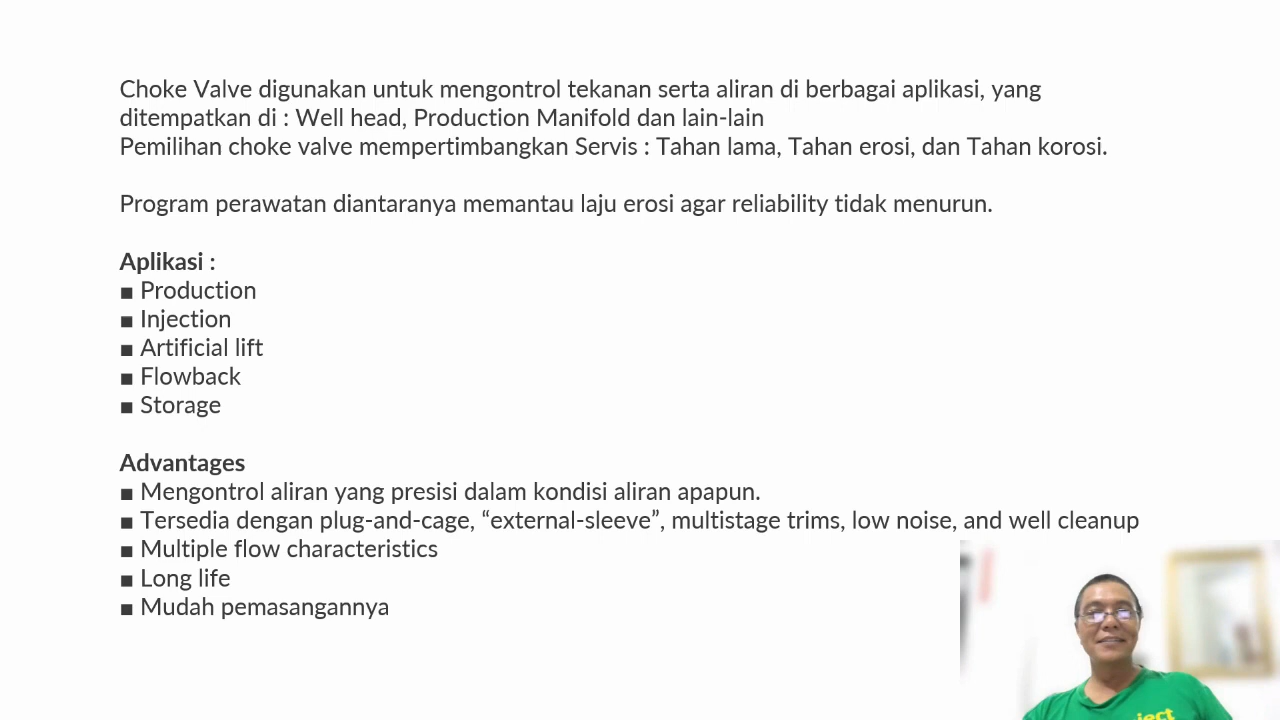 Choke Valve digunakan untuk mengontrol tekanan serta aliran di berbagai aplikasi, yang
ditempatkan di : Well head, Production Manifold dan lain-lain
Pemilihan choke valve mempertimbangkan Servis : Tahan lama, Tahan erosi, dan Tahan korosi.
Program perawatan diantaranya memantau laju erosi agar reliability tidak menurun.
Aplikasi :
■ Production
■ Injection
■ Artificial lift
■ Flowback
■ Storage
Advantages
■ Mengontrol aliran yang presisi dalam kondisi aliran apapun.
■ Tersedia dengan plug-and-cage, “external-sleeve”, multistage trims, low noise, and well cleanup
■ Multiple flow characteristics
■ Long life
■ Mudah pemasangannya